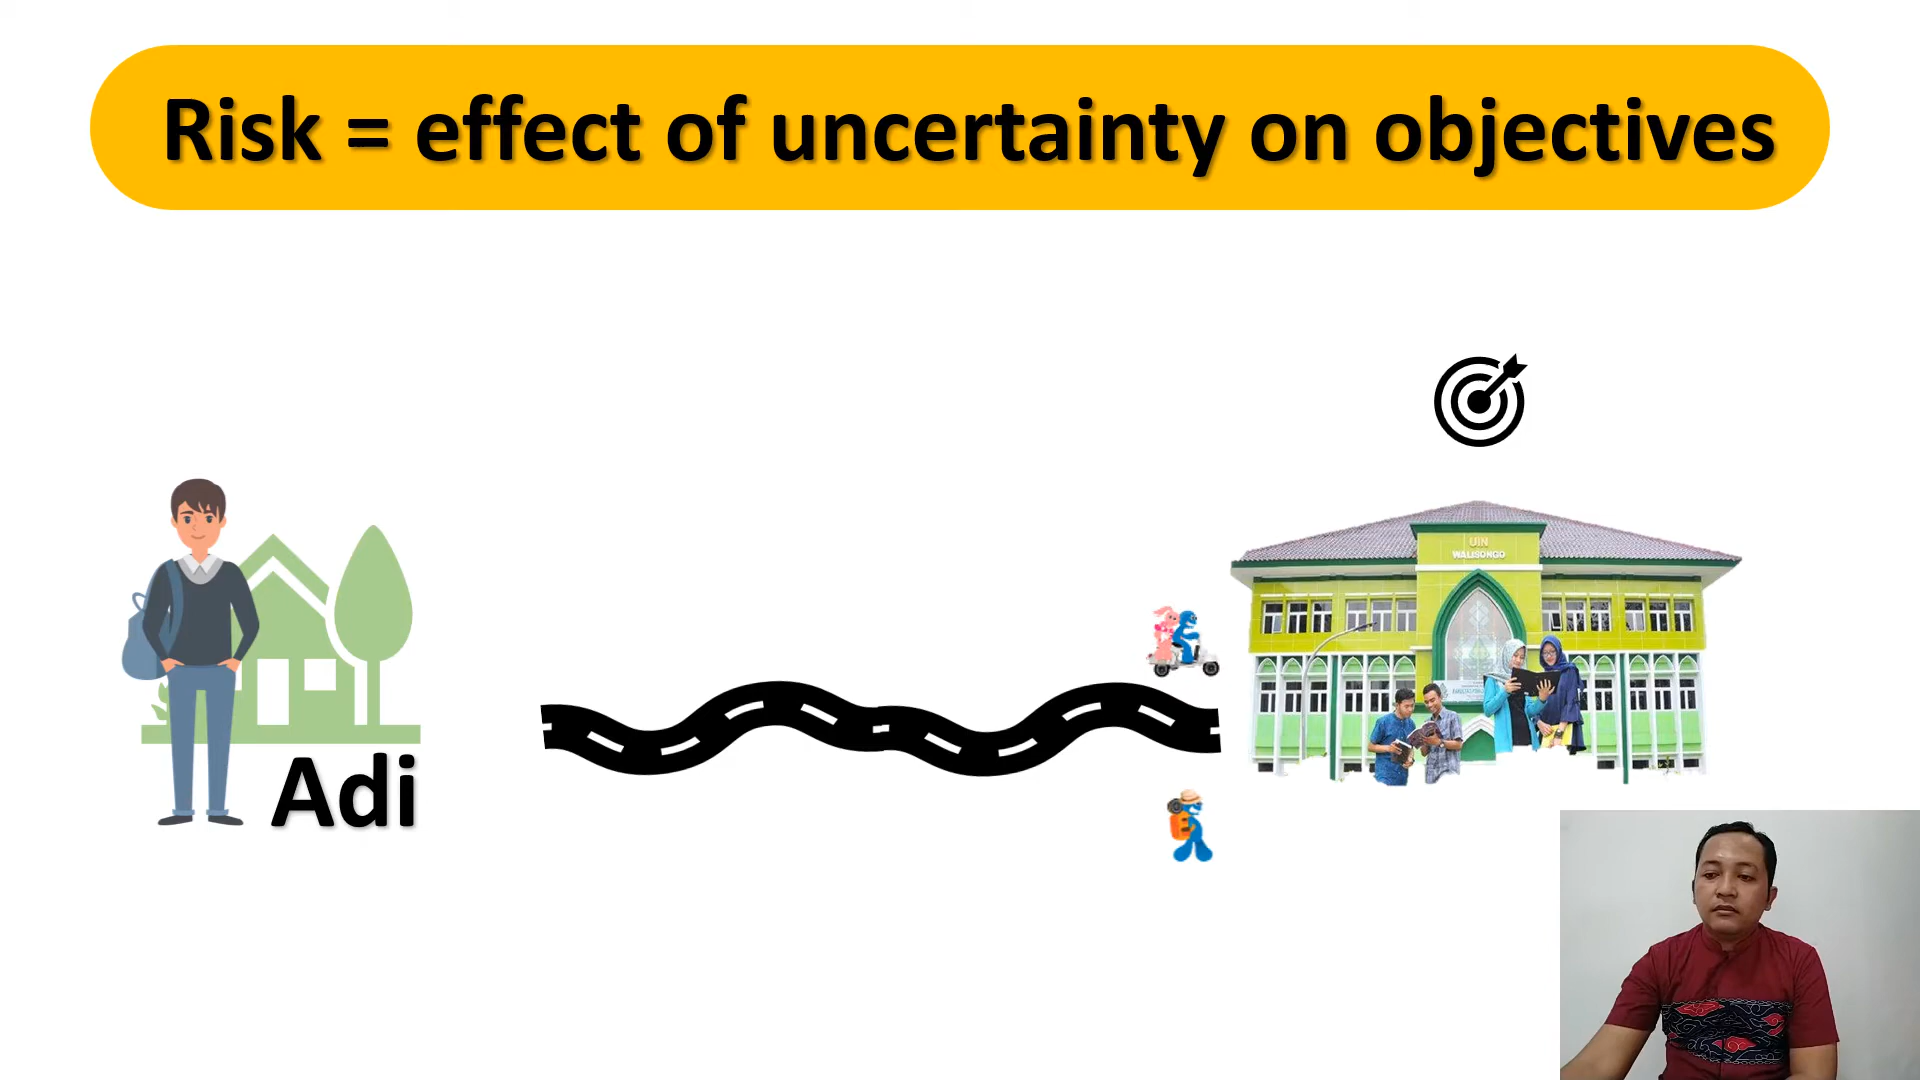 Risk = effect of uncertainty on objectives
UIN
WALISONGO
Adi